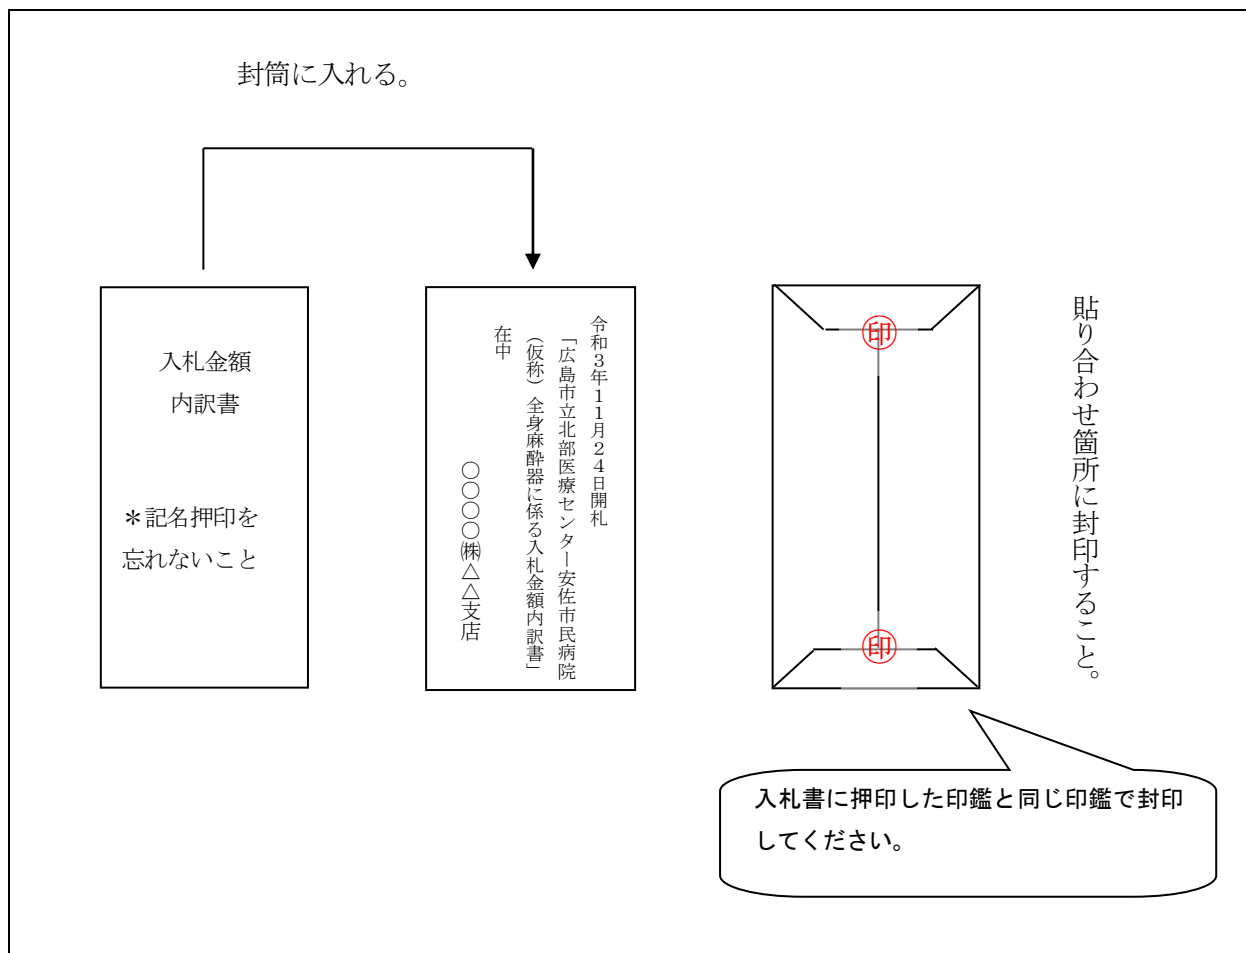 封筒に入れる。
入札金額
内訳書
＊記名押印を
忘れないこと
令和３年１１月２４日開札
「広島市立北部医療センター安佐市民病院
（仮称）全身麻酔器に係る入札金額内訳書」
在中
〇〇〇〇㈱△△支店
印
印
貼り合わせ箇所に封印すること。
入札書に押印した印鑑と同じ印鑑で封印
してください。